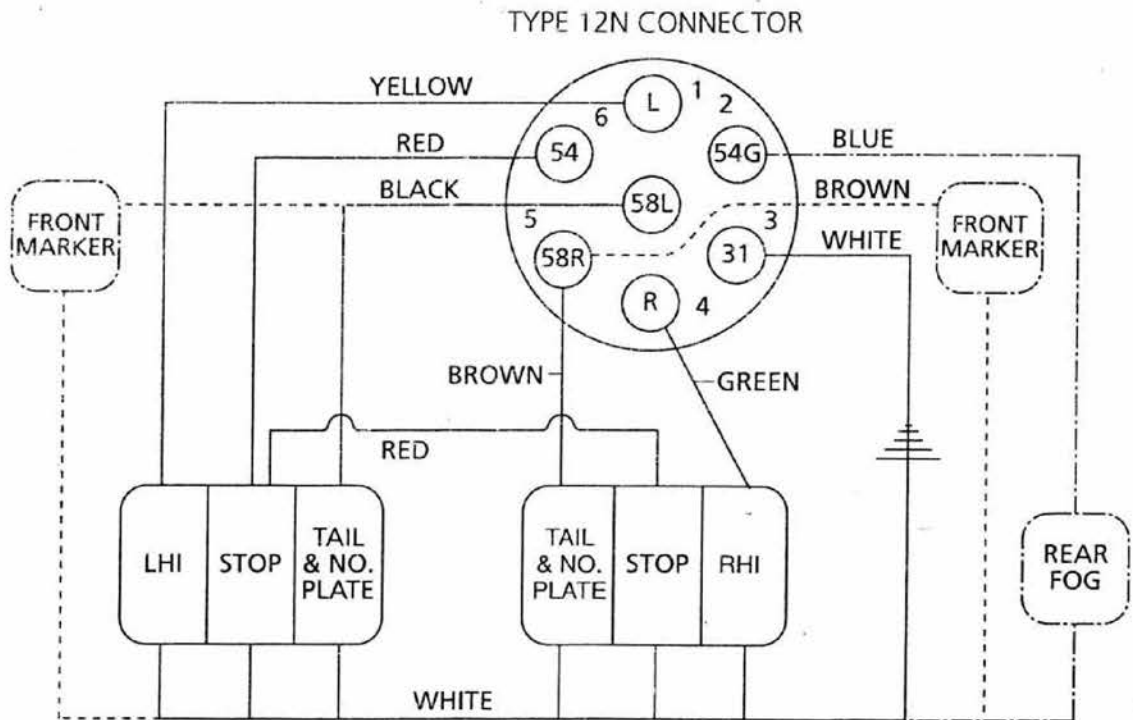 TYPE 12N CONNECTOR
YELLOW
L
1
2
6
RED
54
54G
BLUE
BLACK
58L
BROWN
FRONT
MARKER
5
3
FRONT
MARKER
58R
31
WHITE
R
4
BROWN
GREEN
RED
LHI
STOP
TAIL
& NO.
PLATE
TAIL
& NO.
PLATE
STOP
RHI
REAR
FOG
WHITE